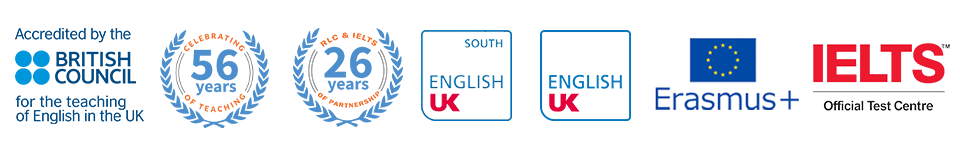 Accredited by the
BRITISH
COUNCIL
for the teaching
of English in the UK
CELEBRATING
56
years
OF TEACHING
RLC & IELTS
26
years
OF PARTNERSHIP
SOUTH
ENGLISH
UK
ENGLISH
UK
Erasmus+
IELTS™
Official Test Centre